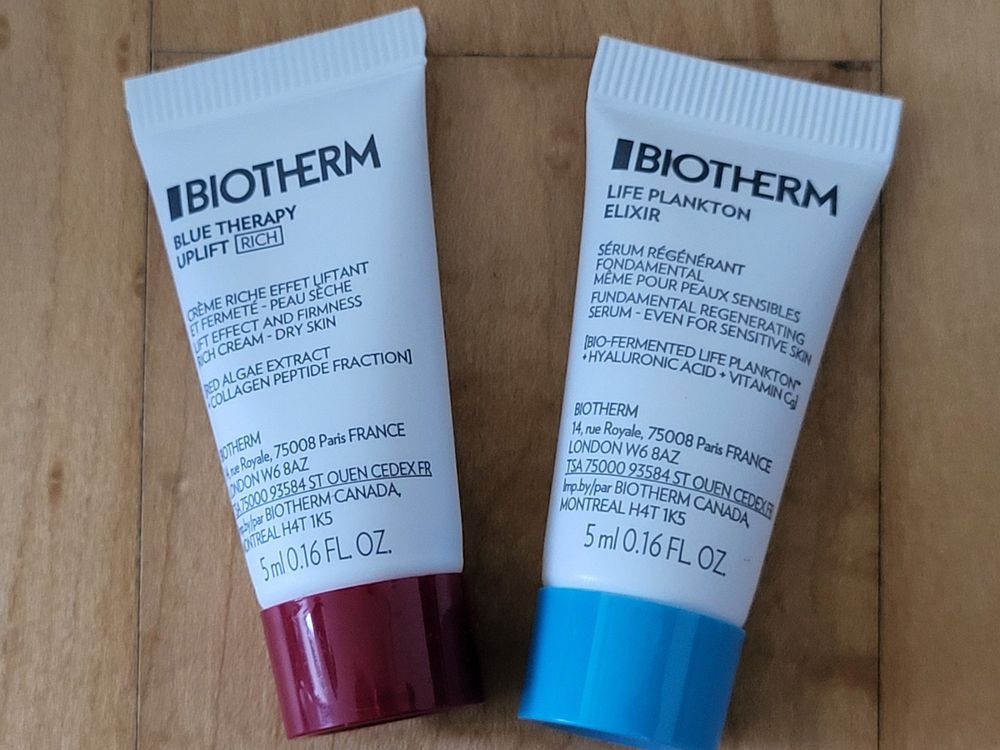 BIOTHERM
BLUE THERAPY
UPLIFT RICH
CRÈME RICHE EFFET LIFTANT
ET FERMETÉ - PEAU SÈCHE
LIFT EFFECT AND FIRMNESS
RICH CREAM - DRY SKIN
[RED ALGAE EXTRACT
+ COLLAGEN PEPTIDE FRACTION]
BIOTHERM
14, rue Royale, 75008 Paris FRANCE
LONDON W6 8AZ
TSA 75000 93584 ST OUEN CEDEX FR
Imp.by/par BIOTHERM CANADA,
MONTREAL H4T 1K5
5 ml 0.16 FL. OZ.
BIOTHERM
LIFE PLANKTON
ELIXIR
SÉRUM RÉGÉNÉRANT
FONDAMENTAL
MÊME POUR PEAUX SENSIBLES
FUNDAMENTAL REGENERATING
SERUM - EVEN FOR SENSITIVE SKIN
[BIO-FERMENTED LIFE PLANKTON™
+ HYALURONIC ACID + VITAMIN Cg]
BIOTHERM
14, rue Royale, 75008 Paris FRANCE
LONDON W6 8AZ
TSA 75000 93584 ST OUEN CEDEX FR
Imp.by/par BIOTHERM CANADA,
MONTREAL H4T 1K5
5 ml 0.16 FL. OZ.